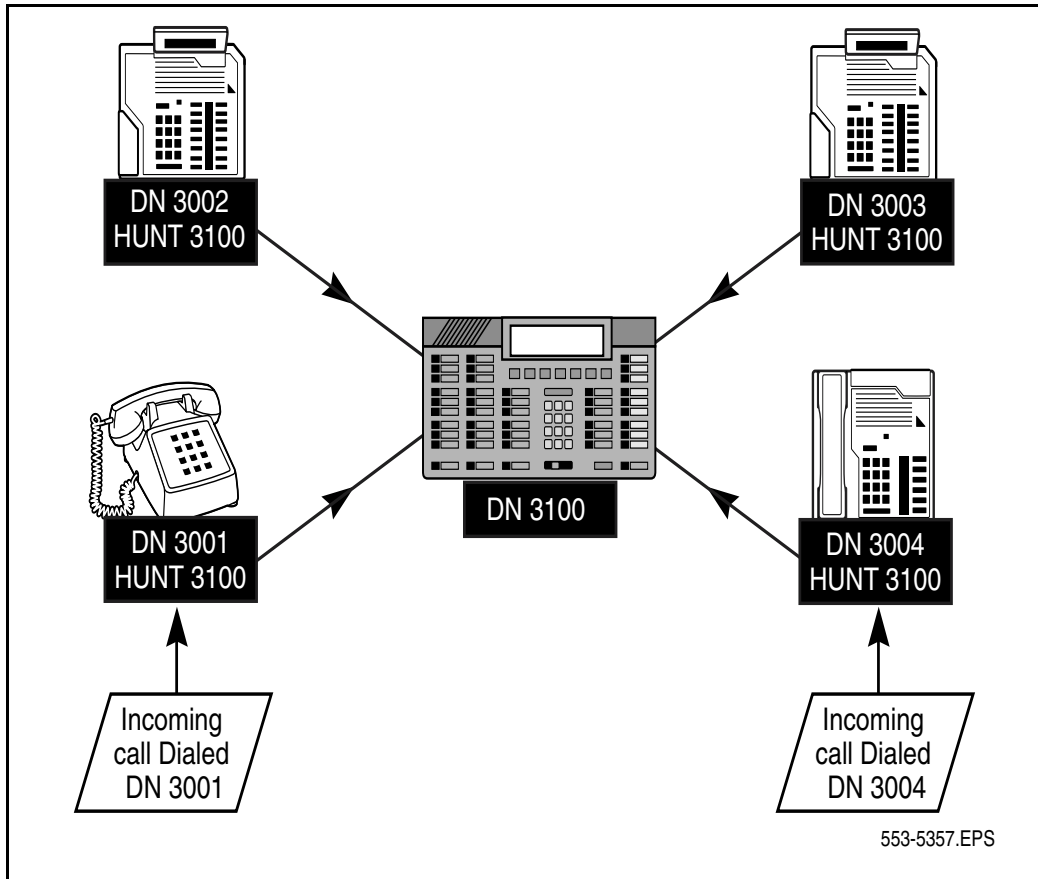 DN 3002
HUNT 3100
DN 3003
HUNT 3100
DN 3100
DN 3001
HUNT 3100
DN 3004
HUNT 3100
Incoming
call Dialed
DN 3001
Incoming
call Dialed
DN 3004
553-5357.EPS